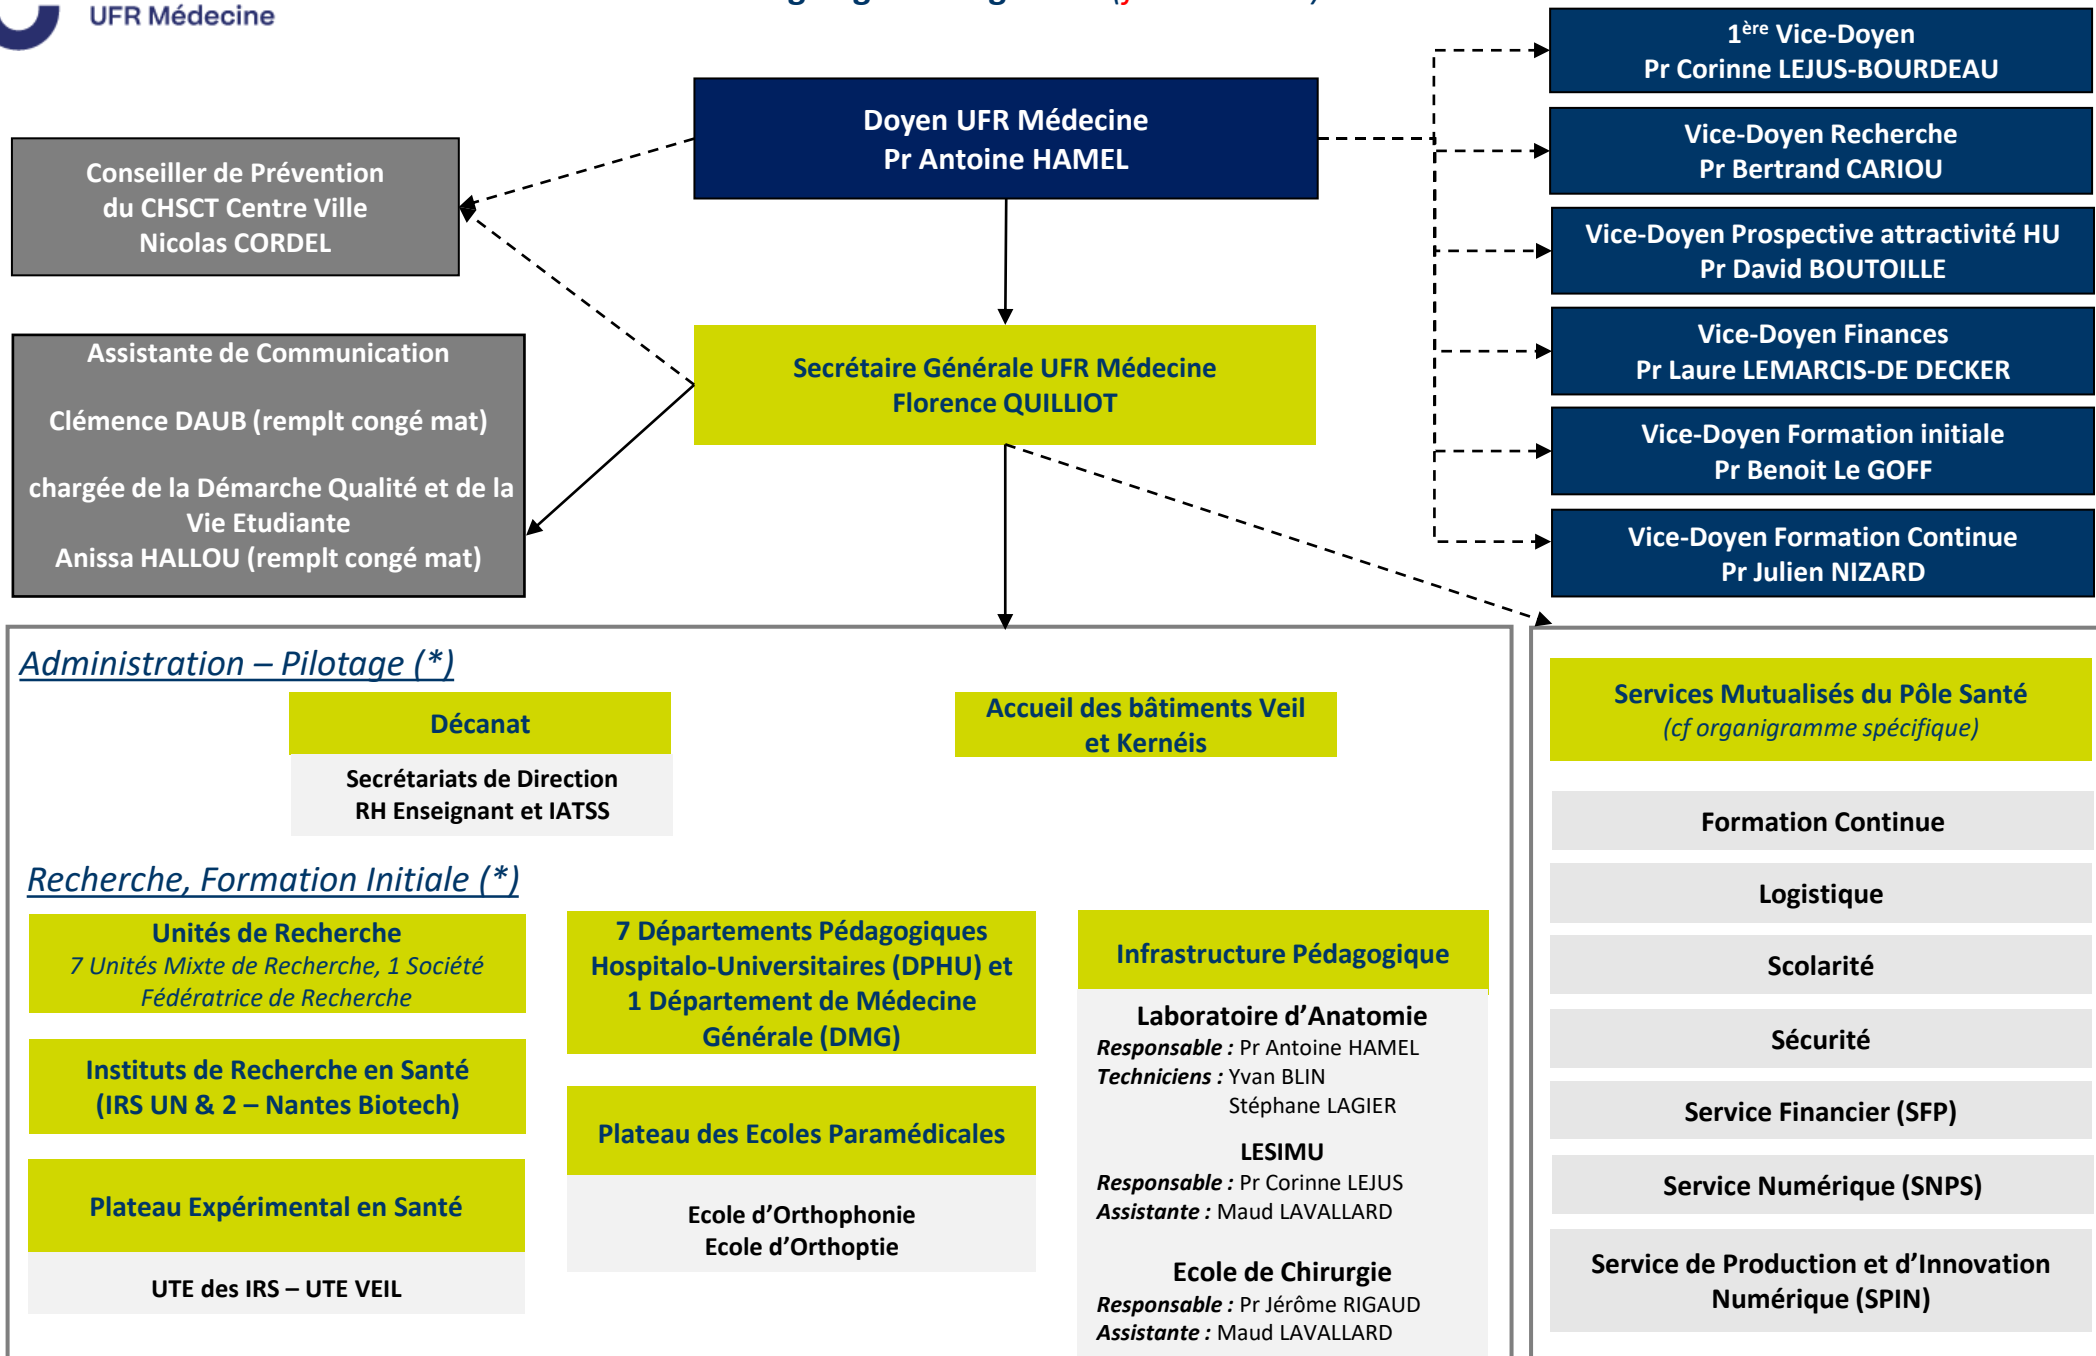 UFR Médecine
1ère Vice-Doyen
Pr Corinne LEJUS-BOURDEAU
Doyen UFR Médecine
Pr Antoine HAMEL
Vice-Doyen Recherche
Pr Bertrand CARIOU
Conseiller de Prévention
du CHSCT Centre Ville
Nicolas CORDEL
Vice-Doyen Prospective attractivité HU
Pr David BOUTOILLE
Assistante de Communication
Clémence DAUB (remplt congé mat)
chargée de la Démarche Qualité et de la
Vie Etudiante
Anissa HALLOU (remplt congé mat)
Secrétaire Générale UFR Médecine
Florence QUILLIOT
Vice-Doyen Finances
Pr Laure LEMARCIS-DE DECKER
Vice-Doyen Formation initiale
Pr Benoit Le GOFF
Vice-Doyen Formation Continue
Pr Julien NIZARD
Administration – Pilotage (*)
Décanat
Secrétariats de Direction
RH Enseignant et IATSS
Accueil des bâtiments Veil
et Kernéis
Recherche, Formation Initiale (*)
Unités de Recherche
7 Unités Mixte de Recherche, 1 Société
Fédératrice de Recherche
Instituts de Recherche en Santé
(IRS UN & 2 – Nantes Biotech)
Plateau Expérimental en Santé
UTE des IRS – UTE VEIL
7 Départements Pédagogiques
Hospitalo-Universitaires (DPHU) et
1 Département de Médecine
Générale (DMG)
Plateau des Ecoles Paramédicales
Ecole d’Orthophonie
Ecole d’Orthoptie
Infrastructure Pédagogique
Laboratoire d’Anatomie
Responsable : Pr Antoine HAMEL
Techniciens : Yvan BLIN
Stéphane LAGIER
LESIMU
Responsable : Pr Corinne LEJUS
Assistante : Maud LAVALLARD
Ecole de Chirurgie
Responsable : Pr Jérôme RIGAUD
Assistante : Maud LAVALLARD
Services Mutualisés du Pôle Santé
(cf organigramme spécifique)
Formation Continue
Logistique
Scolarité
Sécurité
Service Financier (SFP)
Service Numérique (SNPS)
Service de Production et d’Innovation
Numérique (SPIN)